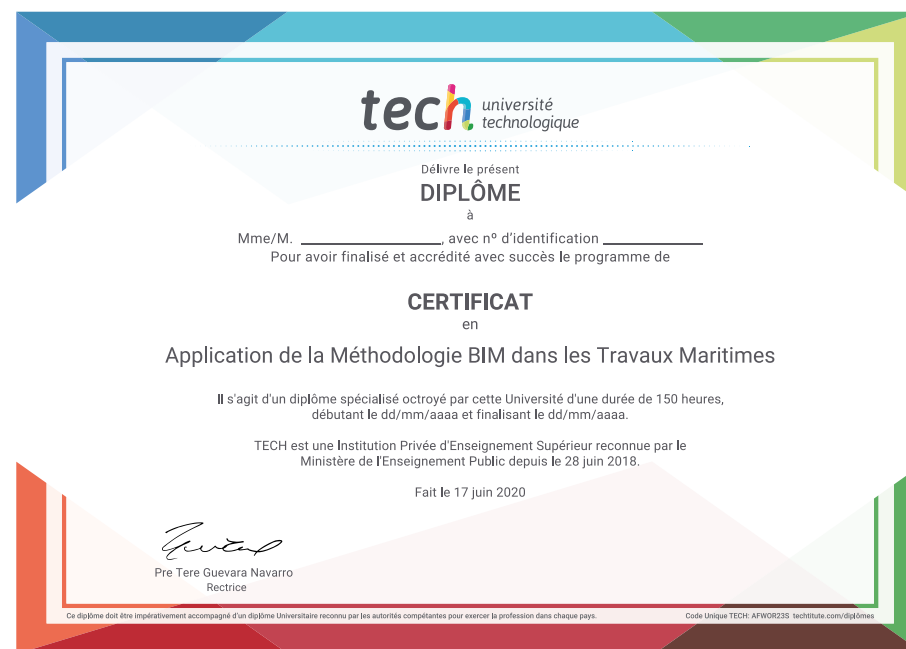 tech université
technologique
Délivre le présent
DIPLÔME
à
Mme/M. ____________________, avec nº d'identification ______________
Pour avoir finalisé et accrédité avec succès le programme de
CERTIFICAT
en
Application de la Méthodologie BIM dans les Travaux Maritimes
Il s'agit d'un diplôme spécialisé octroyé par cette Université d'une durée de 150 heures,
débutant le dd/mm/aaaa et finalisant le dd/mm/aaaa.
TECH est une Institution Privée d'Enseignement Supérieur reconnue par le
Ministère de l'Enseignement Public depuis le 28 juin 2018.
Fait le 17 juin 2020
Pre Tere Guevara Navarro
Rectrice
Ce diplôme doit être impérativement accompagné d'un diplôme Universitaire reconnu par les autorités compétantes pour exercer la profession dans chaque pays.
Code Unique TECH: AFWOR23S techtitute.com/diplômes